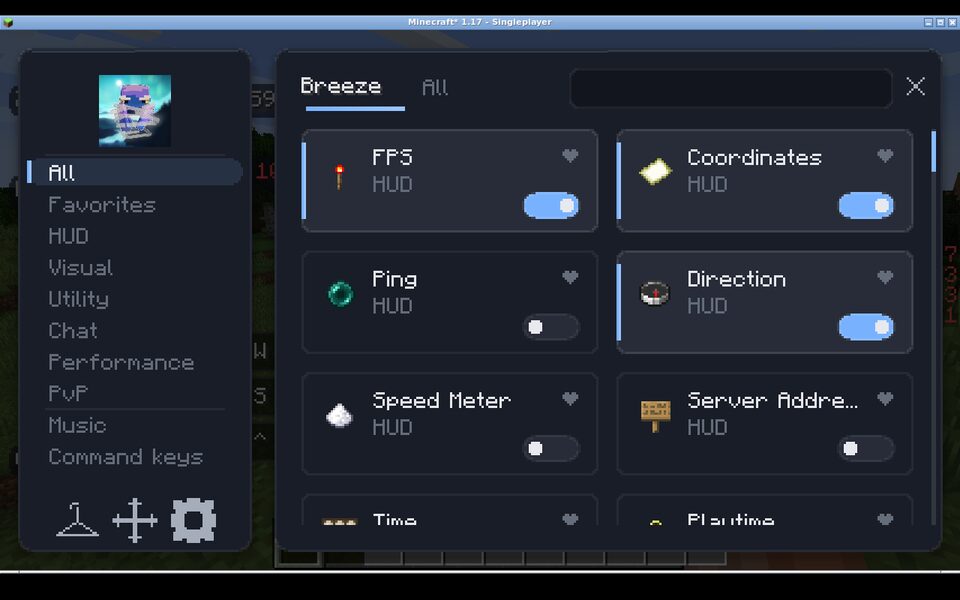 Minecraft* 1.17 - Singleplayer
Breeze
All
59
All
Favorites
HUD
Visual
Utility
Chat
Performance
PvP
Music
Command keys
FPS
HUD
Coordinates
HUD
Ping
HUD
Direction
HUD
Speed Meter
HUD
Server Addre...
HUD
Time
Playtime
W
S